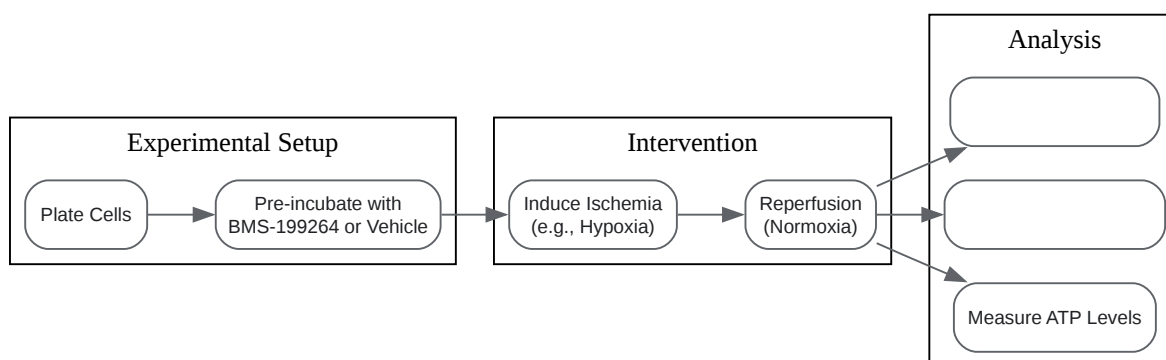 Analysis
Experimental Setup
Intervention
Plate Cells
Pre-incubate with
BMS-199264 or Vehicle
Induce Ischemia
(e.g., Hypoxia)
Reperfusion
(Normoxia)
Measure ATP Levels